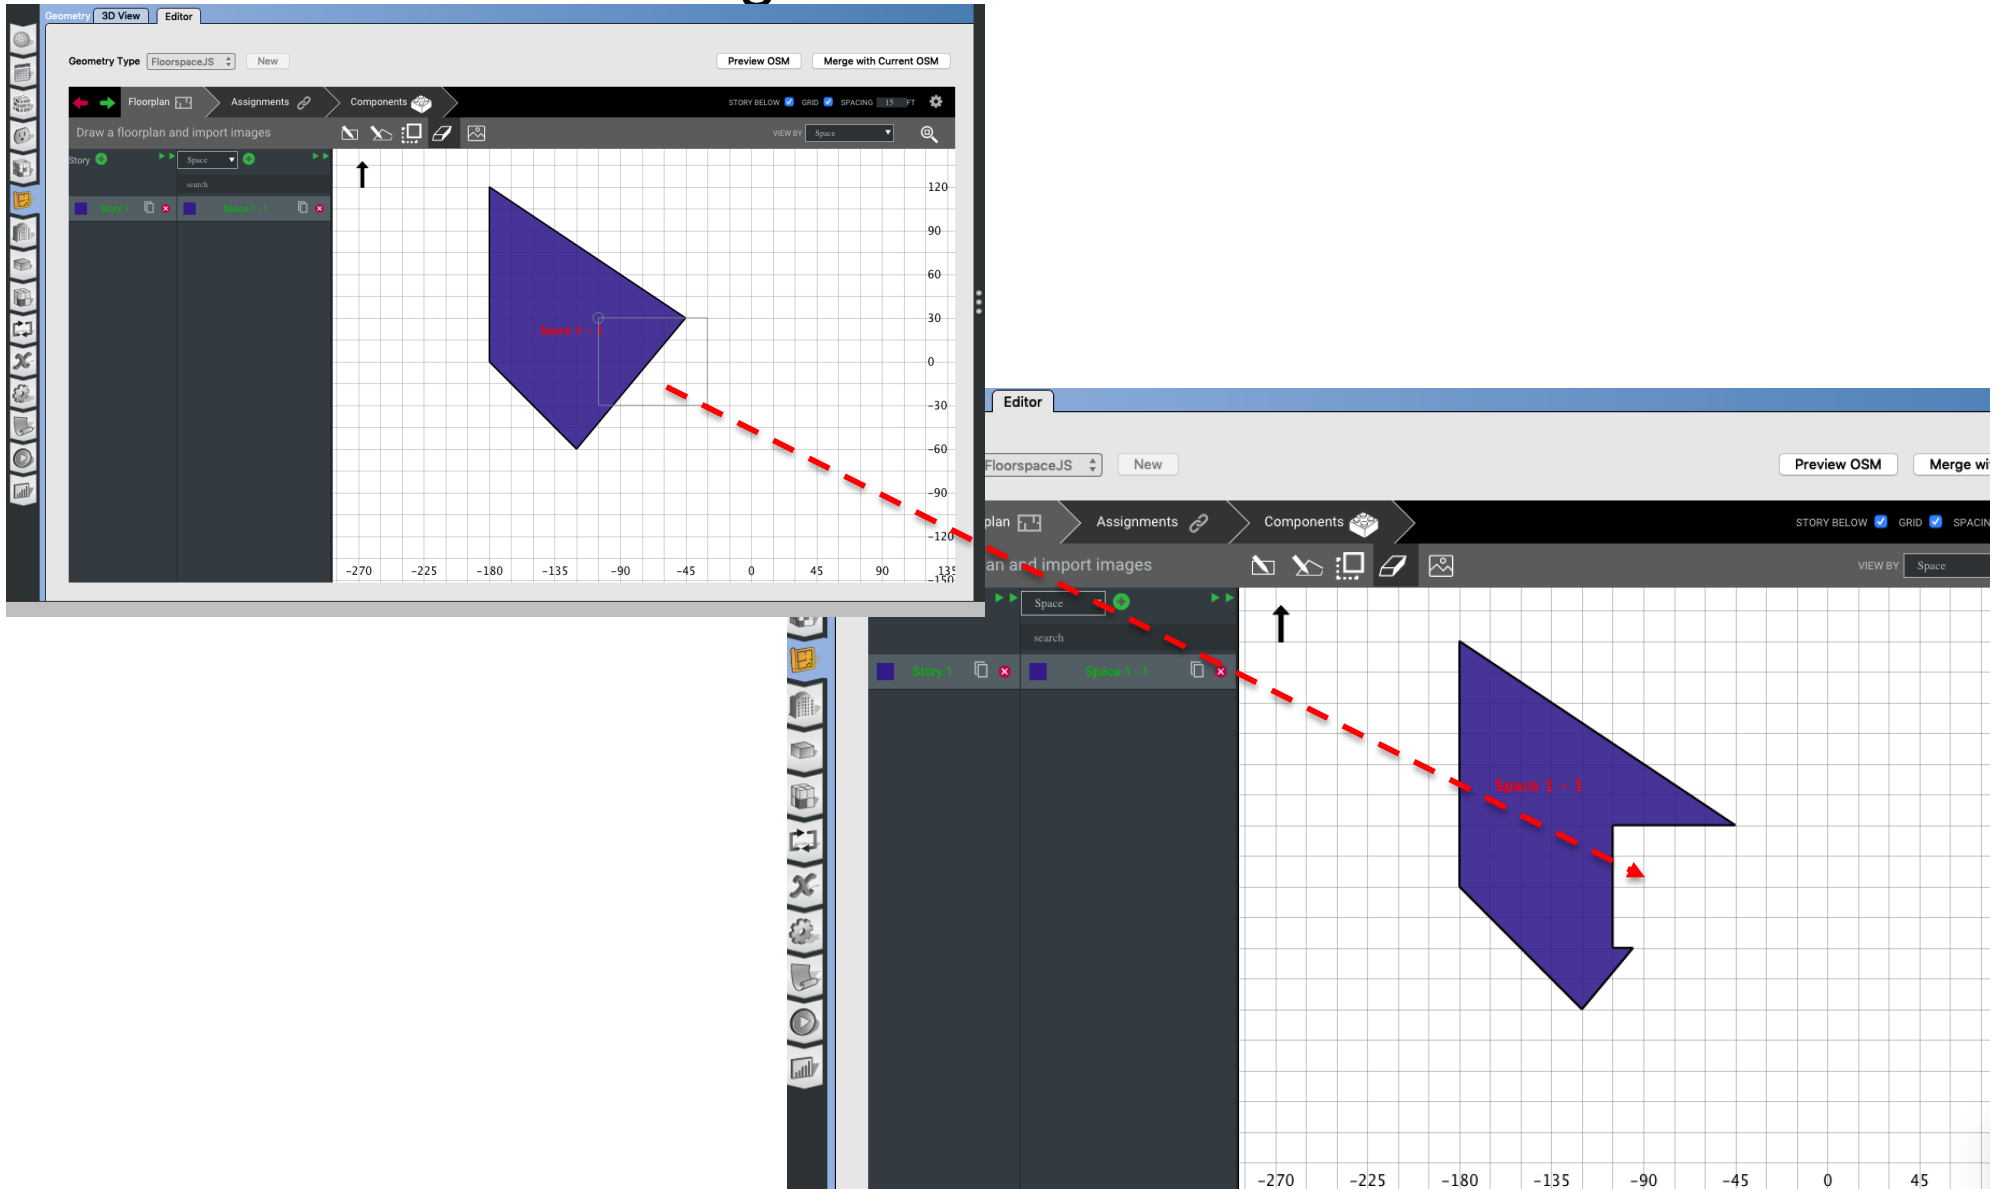 Geometry 3D View Editor
Geometry Type FloorspaceJS New Preview OSM Merge with Current OSM
Floorplan Assignments Components STORY BELOW GRID SPACING 15 FT
Draw a floorplan and import images VIEW BY Space
Story Space
search
Story 1 Space 1 - 1
120
90
60
30
Space 1 - 1
0
-30
-60
-90
-120
-270 -225 -180 -135 -90 -45 0 45 90 135
-150
Editor
FloorspaceJS New Preview OSM Merge wi
plan Assignments Components STORY BELOW GRID SPACIN
an and import images VIEW BY Space
Space
search
Story 1 Space 1 - 1
Space 1 - 1
-270 -225 -180 -135 -90 -45 0 45